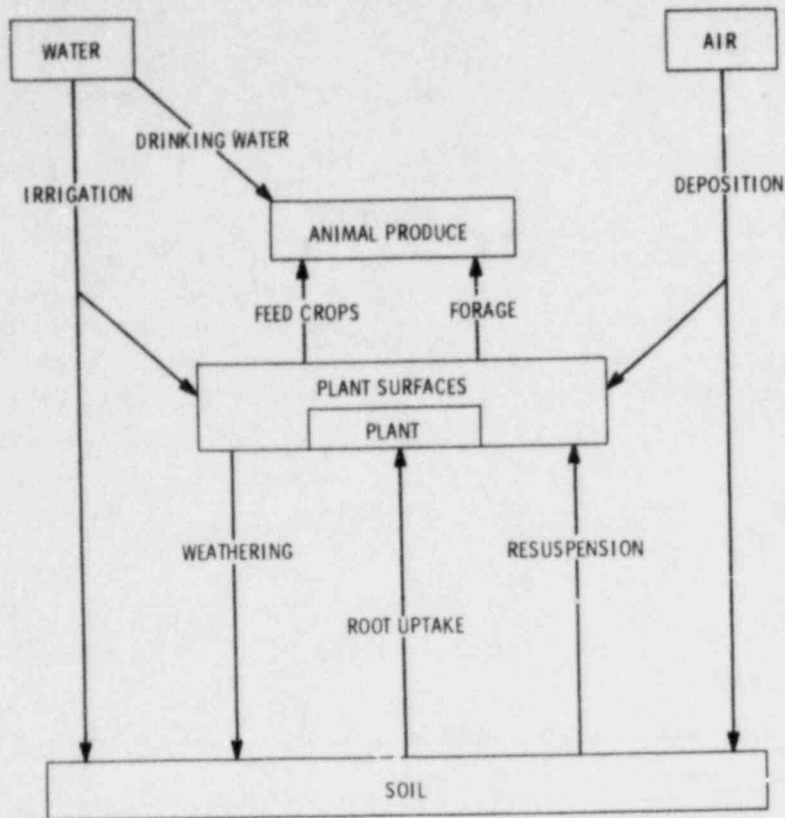 WATER
AIR
DRINKING WATER
IRRIGATION
DEPOSITION
ANIMAL PRODUCE
FEED CROPS
FORAGE
PLANT SURFACES
PLANT
WEATHERING
RESUSPENSION
ROOT UPTAKE
SOIL